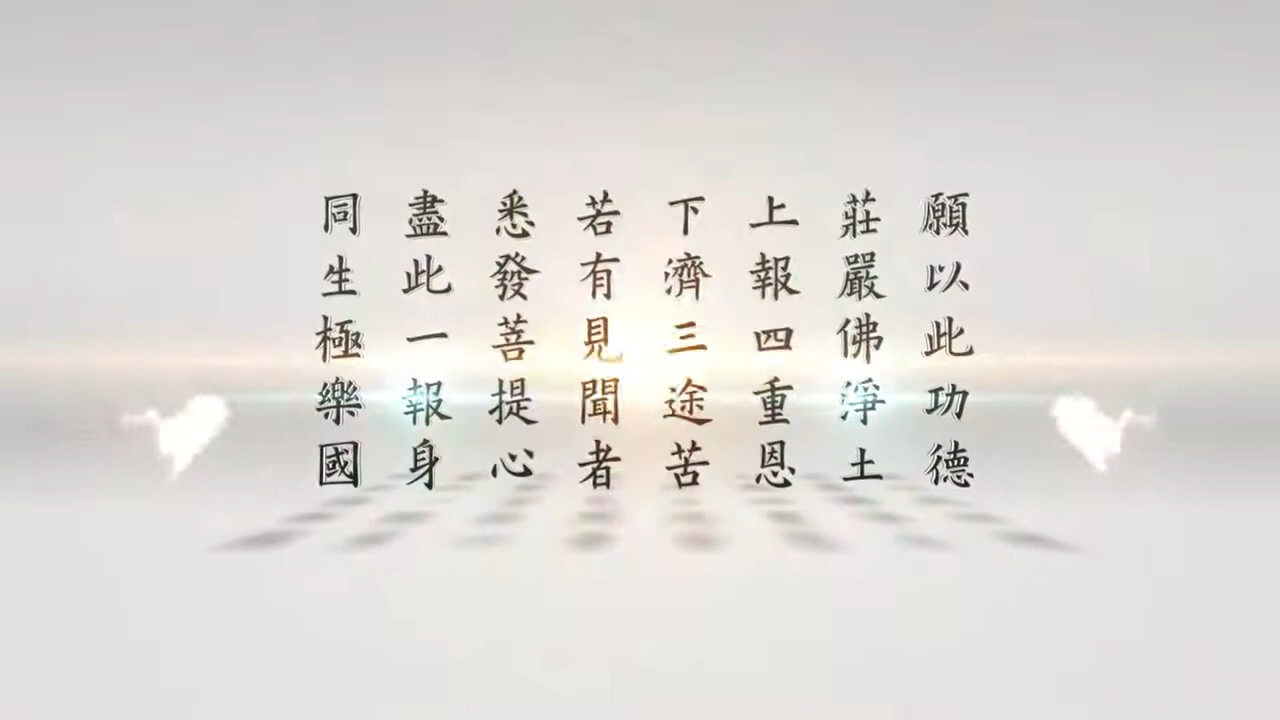 願以此功德
莊嚴佛淨土
上報四重恩
下濟三途苦
若有見聞者
悉發菩提心
盡此一報身
同生極樂國